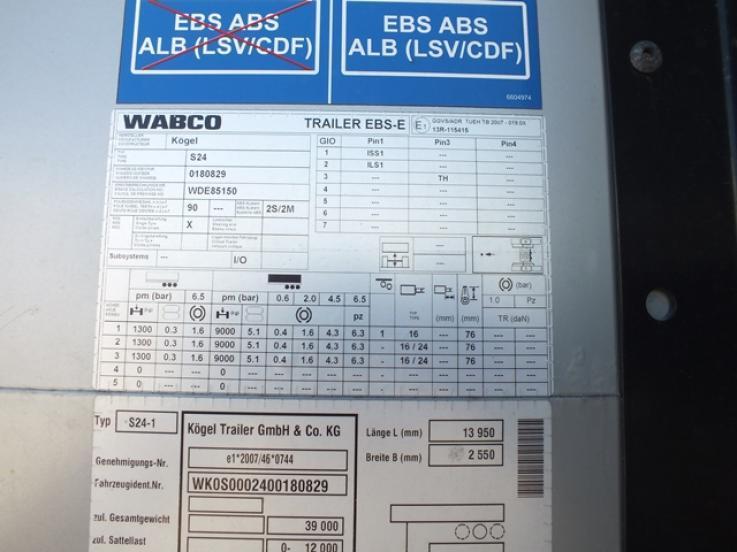 EBS ABS
ALB (LSV/CDF)
EBS ABS
ALB (LSV/CDF)
6604974
WABCO TRAILER EBS-E E1 GGVS/ADR TUEH TB 2007 - 019.0X
13R-115415
Kögel
S24
0180829
WDE85150
90 --- 2S/2M
X
GIO Pin1 Pin3 Pin4
1 ISS1 --- ---
2 ILS1 --- ---
3 --- TH ---
4 --- --- ---
5 --- --- ---
6 --- --- ---
7 --- --- ---
Subsystems --- I/O
pm (bar) 6.5 pm (bar) 0.6 2.0 4.5 6.5 (bar)
pz (mm) (mm) 1.0 Pz
TR (daN)
1 1300 0.3 1.6 9000 5.1 0.4 1.6 4.3 6.3 1 16 --- 76 --- ---
2 1300 0.3 1.6 9000 5.1 0.4 1.6 4.3 6.3 - 16 / 24 --- 76 --- ---
3 1300 0.3 1.6 9000 5.1 0.4 1.6 4.3 6.3 - 16 / 24 --- 76 --- ---
4 0 --- --- 0 --- --- --- --- --- - --- --- --- --- ---
5 0 --- --- 0 --- --- --- --- --- - --- --- --- --- ---
Typ S24-1 Kögel Trailer GmbH & Co. KG
Länge L (mm) 13 950
Breite B (mm) 2 550
Genehmigungs-Nr. e1*2007/46*0744
Fahrzeugident.Nr. WK0S0002400180829
zul. Gesamtgewicht 39 000
zul. Sattellast 0- 12 000